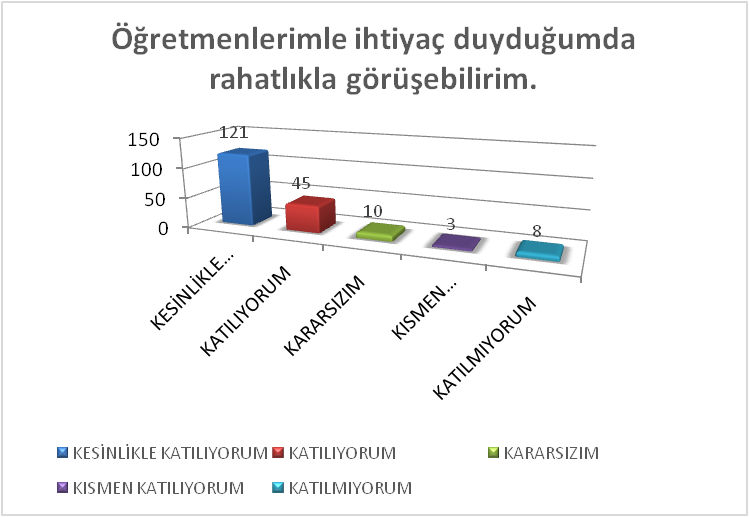 Öğretmenlerimle ihtiyaç duyduğumda
rahatlıkla görüşebilirim.
150
100
50
0
121
45
10
3
8
KESİNLİKLE...
KATILIYORUM
KARARSIZIM
KISMEN...
KATILMIYORUM
KESİNLİKLE KATILIYORUM
KATILIYORUM
KARARSIZIM
KISMEN KATILIYORUM
KATILMIYORUM